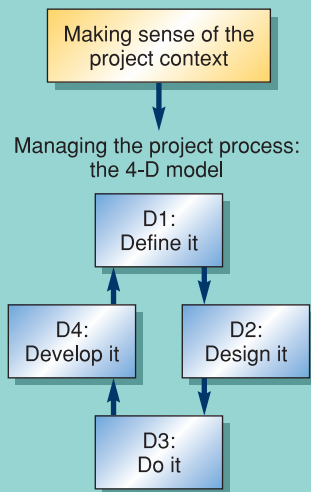 Making sense of the
project context
Managing the project process:
the 4-D model
D1:
Define it
D4:
Develop it
D2:
Design it
D3:
Do it